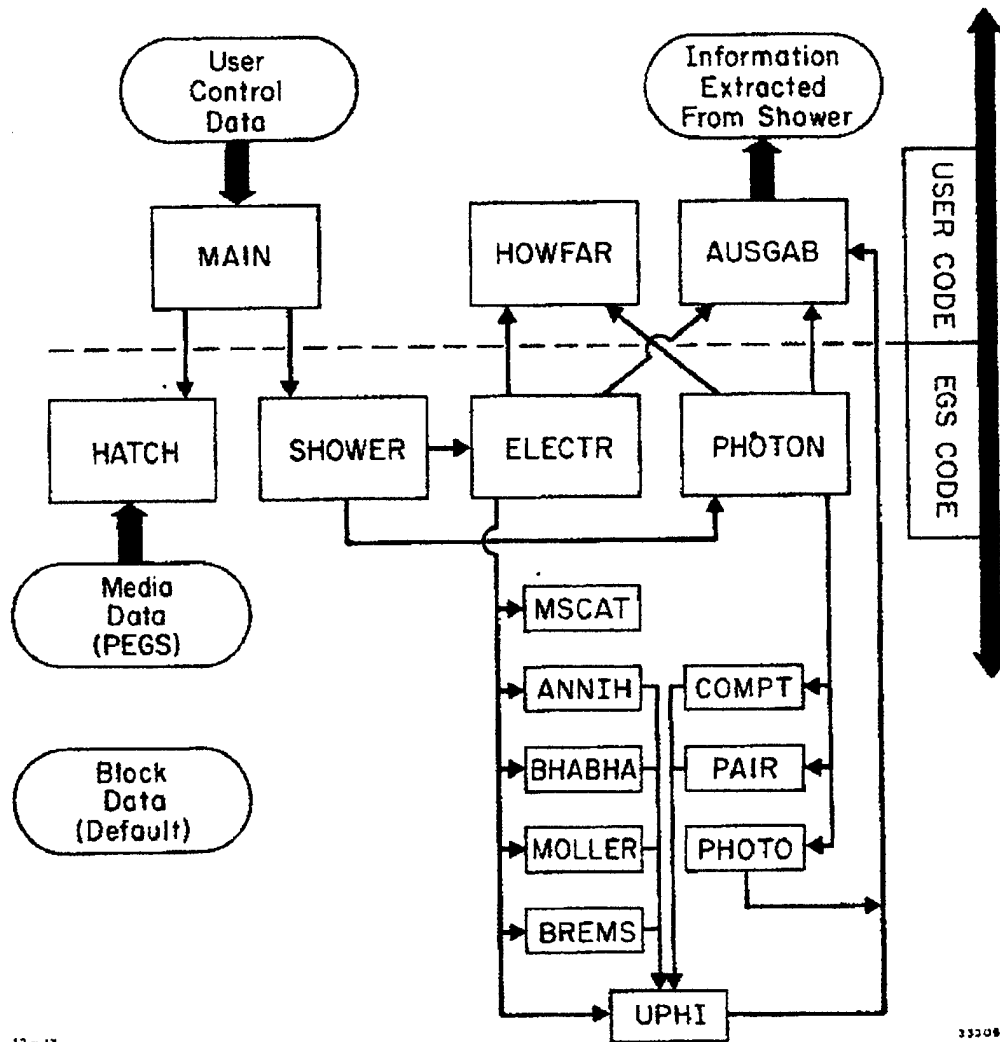 User
Control
Data
Information
Extracted
From Shower
MAIN
HOWFAR
AUSGAB
USER CODE
HATCH
SHOWER
ELECTR
PHOTON
EGS CODE
Media
Data
(PEGS)
MSCAT
ANNIH
COMPT
Block
Data
(Default)
BHABHA
PAIR
MOLLER
PHOTO
BREMS
UPHI